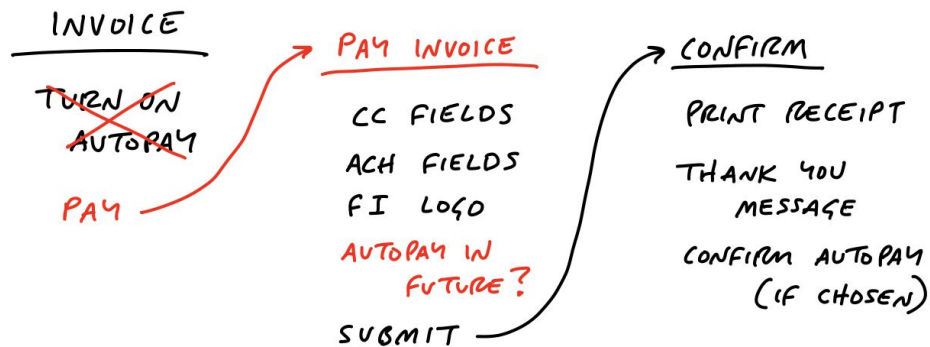 INVOICE
TURN ON
AUTOPAY
PAY
PAY INVOICE
CC FIELDS
ACH FIELDS
FI LOGO
AUTOPAY IN
FUTURE?
SUBMIT
CONFIRM
PRINT RECEIPT
THANK YOU
MESSAGE
CONFIRM AUTOPAY
(IF CHOSEN)